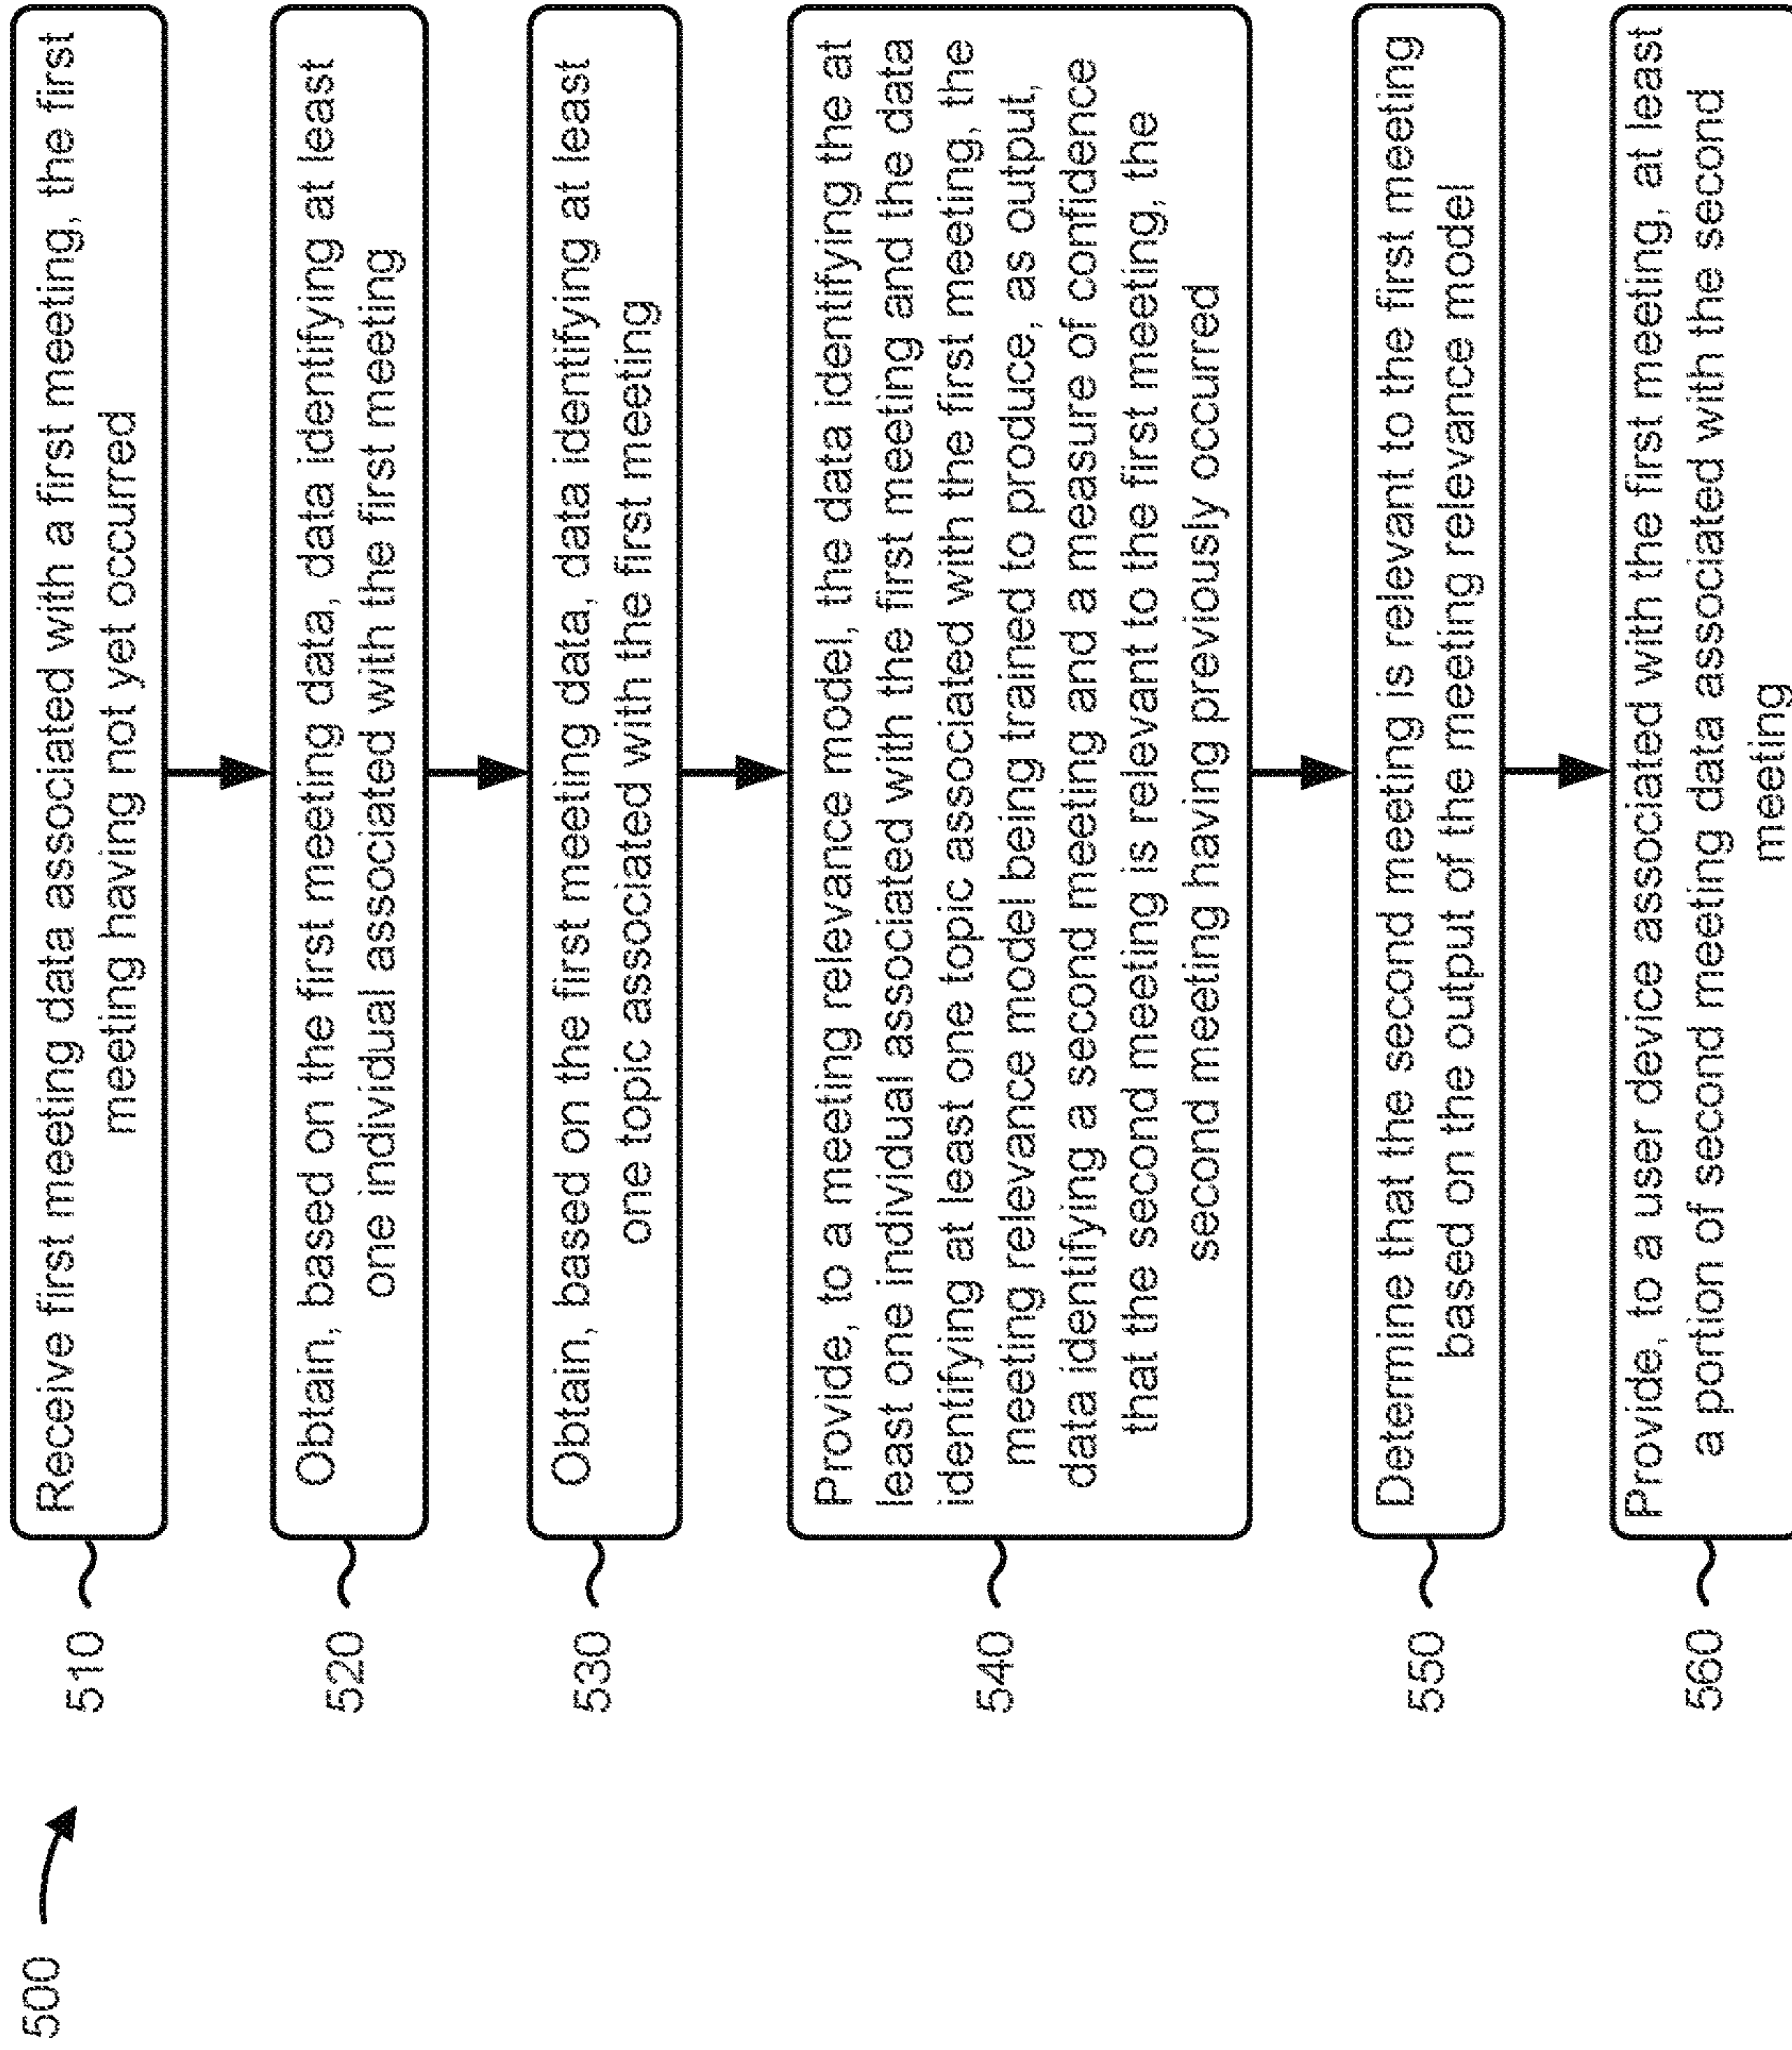 500
510
Receive first meeting data associated with a first meeting, the first
meeting having not yet occurred
520
Obtain, based on the first meeting data, data identifying at least
one individual associated with the first meeting
530
Obtain, based on the first meeting data, data identifying at least
one topic associated with the first meeting
540
Provide, to a meeting relevance model, the data identifying the at
least one individual associated with the first meeting and the data
identifying at least one topic associated with the first meeting, the
meeting relevance model being trained to produce, as output,
data identifying a second meeting and a measure of confidence
that the second meeting is relevant to the first meeting, the
second meeting having previously occurred
550
Determine that the second meeting is relevant to the first meeting
based on the output of the meeting relevance model
560
Provide, to a user device associated with the first meeting, at least
a portion of second meeting data associated with the second
meeting